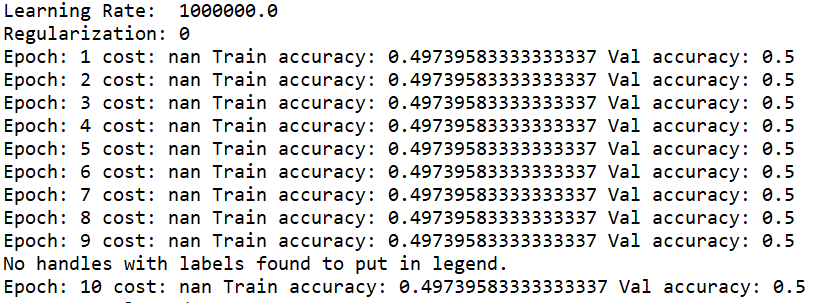 Learning Rate:  1000000.0
Regularization: 0
Epoch: 1 cost: nan Train accuracy: 0.49739583333333337 Val accuracy: 0.5
Epoch: 2 cost: nan Train accuracy: 0.49739583333333337 Val accuracy: 0.5
Epoch: 3 cost: nan Train accuracy: 0.49739583333333337 Val accuracy: 0.5
Epoch: 4 cost: nan Train accuracy: 0.49739583333333337 Val accuracy: 0.5
Epoch: 5 cost: nan Train accuracy: 0.49739583333333337 Val accuracy: 0.5
Epoch: 6 cost: nan Train accuracy: 0.49739583333333337 Val accuracy: 0.5
Epoch: 7 cost: nan Train accuracy: 0.49739583333333337 Val accuracy: 0.5
Epoch: 8 cost: nan Train accuracy: 0.49739583333333337 Val accuracy: 0.5
Epoch: 9 cost: nan Train accuracy: 0.49739583333333337 Val accuracy: 0.5
No handles with labels found to put in legend.
Epoch: 10 cost: nan Train accuracy: 0.49739583333333337 Val accuracy: 0.5